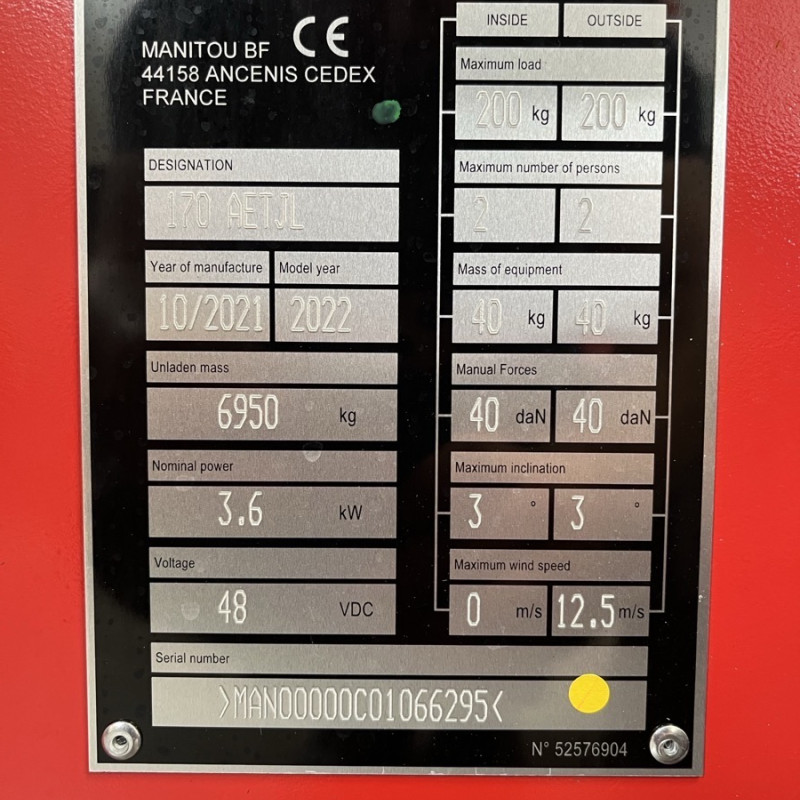 MANITOU BF CE
44158 ANCENIS CEDEX
FRANCE
DESIGNATION
170 AETJL
Year of manufacture Model year
10/2021 2022
Unladen mass
6950 kg
Nominal power
3.6 kW
Voltage
48 VDC
INSIDE OUTSIDE
Maximum load
200 kg 200 kg
Maximum number of persons
2 2
Mass of equipment
40 kg 40 kg
Manual Forces
40 daN 40 daN
Maximum inclination
3 ° 3 °
Maximum wind speed
0 m/s 12.5 m/s
Serial number
>MAN00000C01066295<
N° 52576904